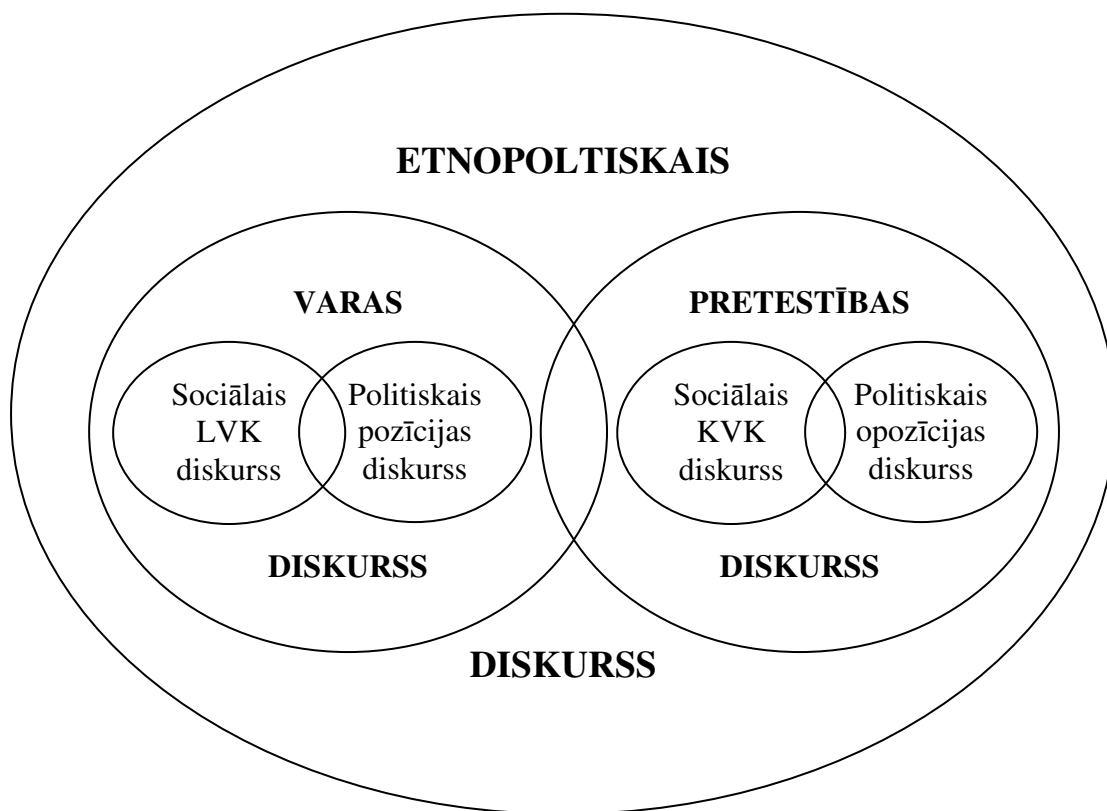 ETNOPOLTISKAIS
VARAS
Sociālais
LVK
diskurss
Politiskais
pozīcijas
diskurss
DISKURSS
PRETESTĪBAS
Sociālais
KVK
diskurss
Politiskais
opozīcijas
diskurss
DISKURSS
DISKURSS